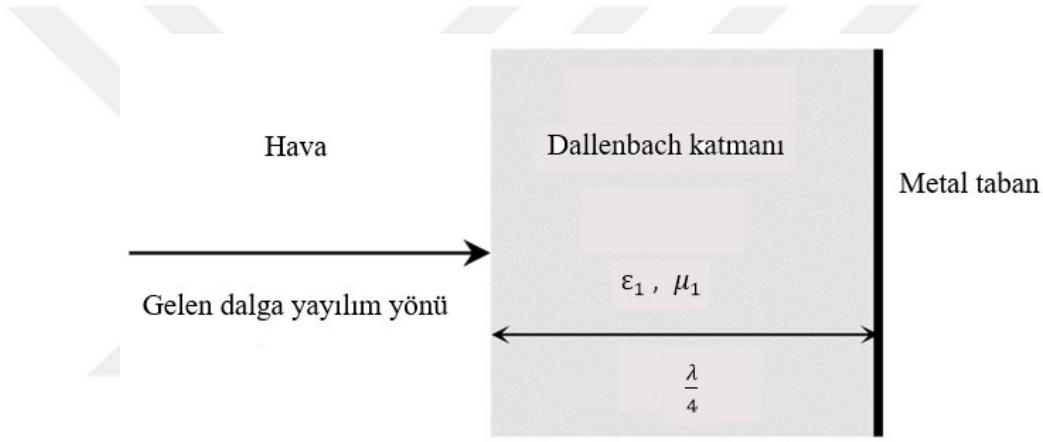 Hava
Dallenbach katmanı
Metal taban
Gelen dalga yayılım yönü
ε₁ , μ₁
λ/4